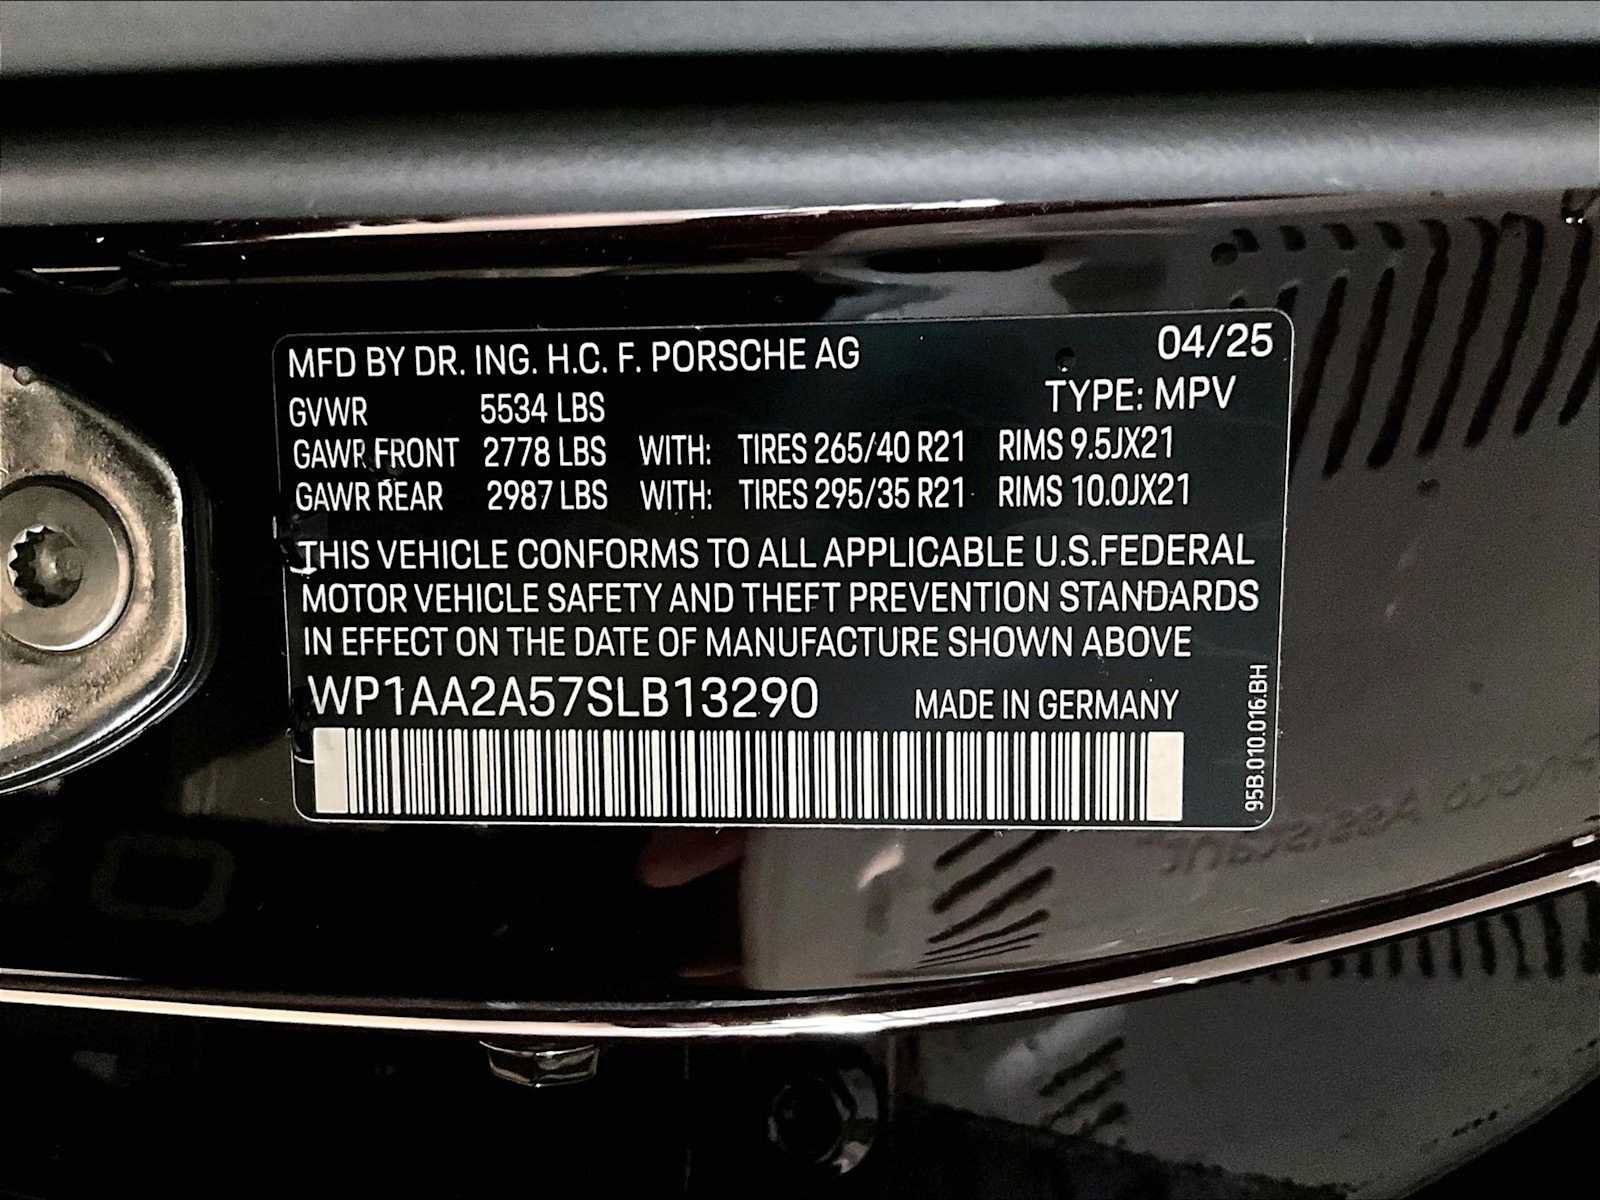 MFD BY DR. ING. H.C. F. PORSCHE AG 04/25
GVWR 5534 LBS TYPE: MPV
GAWR FRONT 2778 LBS WITH: TIRES 265/40 R21 RIMS 9.5JX21
GAWR REAR 2987 LBS WITH: TIRES 295/35 R21 RIMS 10.0JX21
THIS VEHICLE CONFORMS TO ALL APPLICABLE U.S.FEDERAL
MOTOR VEHICLE SAFETY AND THEFT PREVENTION STANDARDS
IN EFFECT ON THE DATE OF MANUFACTURE SHOWN ABOVE
WP1AA2A57SLB13290 MADE IN GERMANY
95B.010.016.BH